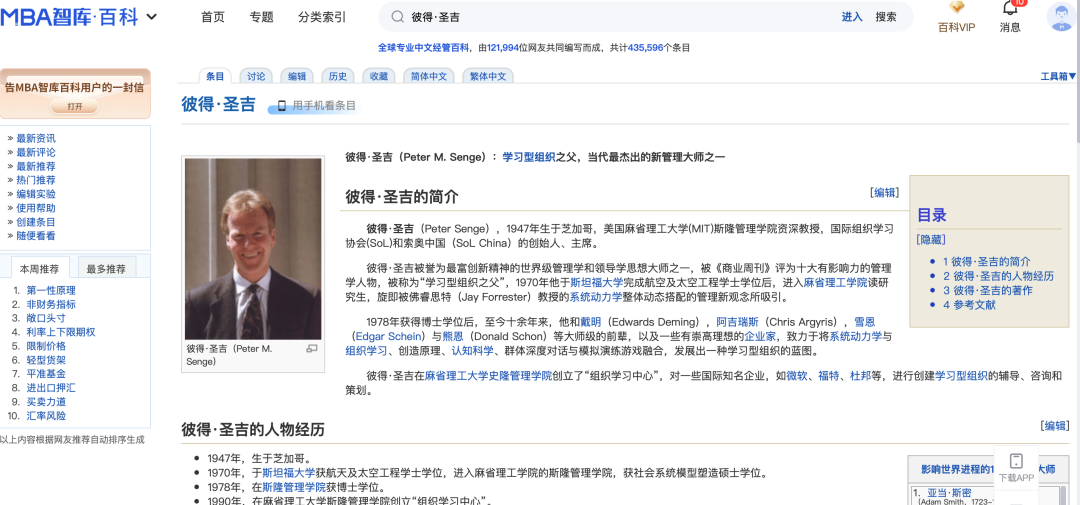 MBA智库·百科
首页 专题 分类索引
彼得·圣吉
进入 搜索
百科VIP
10
消息
全球专业中文经管百科，由121,994位网友共同编写而成，共计435,596个条目
条目 讨论 编辑 历史 收藏 简体中文 繁体中文
工具箱▼
告MBA智库百科用户的一封信
打开
» 最新资讯
» 最新评论
» 最新推荐
» 热门推荐
» 编辑实验
» 使用帮助
» 创建条目
» 随便看看
本周推荐 最多推荐
1. 第一性原理
2. 非财务指标
3. 敞口头寸
4. 利率上下限期权
5. 限制价格
6. 轻型货架
7. 平准基金
8. 进出口押汇
9. 买卖力道
10. 汇率风险
以上内容根据网友推荐自动排序生成
彼得·圣吉
用手机看条目
彼得·圣吉（Peter M.
Senge）
彼得·圣吉（Peter M. Senge）：学习型组织之父，当代最杰出的新管理大师之一
彼得·圣吉的简介
[编辑]
彼得·圣吉（Peter Senge），1947年生于芝加哥，美国麻省理工大学(MIT)斯隆管理学院资深教授，国际组织学习
协会(SoL)和索奥中国（SoL China）的创始人、主席。
彼得·圣吉被誉为最富创新精神的世界级管理学和领导学思想大师之一，被《商业周刊》评为十大有影响力的管理
学人物，被称为“学习型组织之父”，1970年他于斯坦福大学完成航空及太空工程学士学位后，进入麻省理工学院读研
究生，旋即被佛睿思特（Jay Forrester）教授的系统动力学整体动态搭配的管理新观念所吸引。
1978年获得博士学位后，至今十余年来，他和戴明（Edwards Deming），阿吉瑞斯（Chris Argyris），雪恩
（Edgar Schein）与熊恩（Donald Schon）等大师级的前辈，以及一些有崇高理想的企业家，致力于将系统动力学与
组织学习、创造原理、认知科学、群体深度对话与模拟演练游戏融合，发展出一种学习型组织的蓝图。
彼得·圣吉在麻省理工大学史隆管理学院创立了“组织学习中心”，对一些国际知名企业，如微软、福特、杜邦等，进行创建学习型组织的辅导、咨询和
策划。
目录
[隐藏]
1 彼得·圣吉的简介
2 彼得·圣吉的人物经历
3 彼得·圣吉的著作
4 参考文献
彼得·圣吉的人物经历
[编辑]
1947年，生于芝加哥。
1970年，于斯坦福大学获航天及太空工程学士学位，进入麻省理工学院的斯隆管理学院，获社会系统模型塑造硕士学位。
1978年，在斯隆管理学院获博士学位。
1990年，在麻省理工大学斯隆管理学院创立“组织学习中心”。
影响世界进程的1
大师
下载APP
1. 亚当·斯密
(Adam Smith，1723-